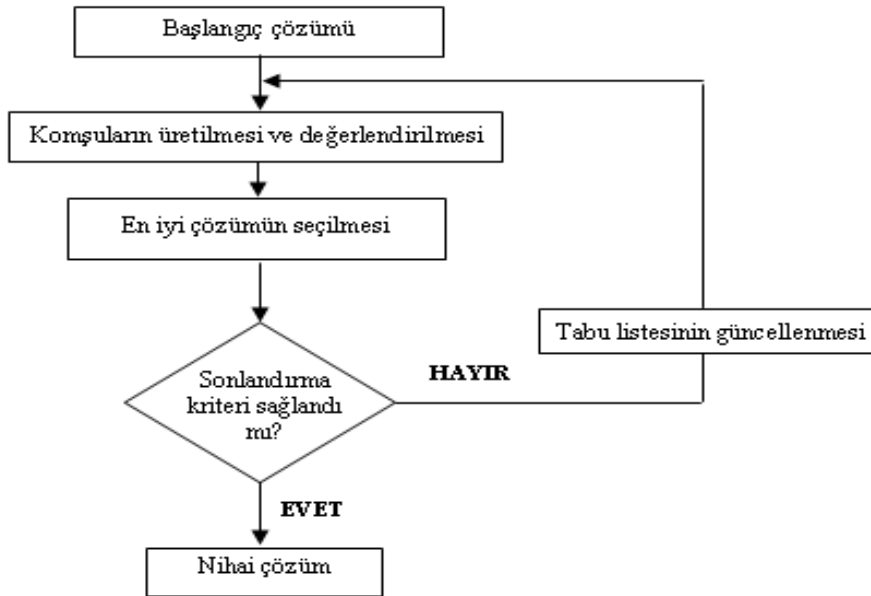 Başlangıç çözümü
Komşuların üretilmesi ve değerlendirilmesi
En iyi çözümün seçilmesi
Tabu listesinin güncellenmesi
HAYIR
Sonlandırma
kriteri sağlandı
mı?
EVET
Nihai çözüm